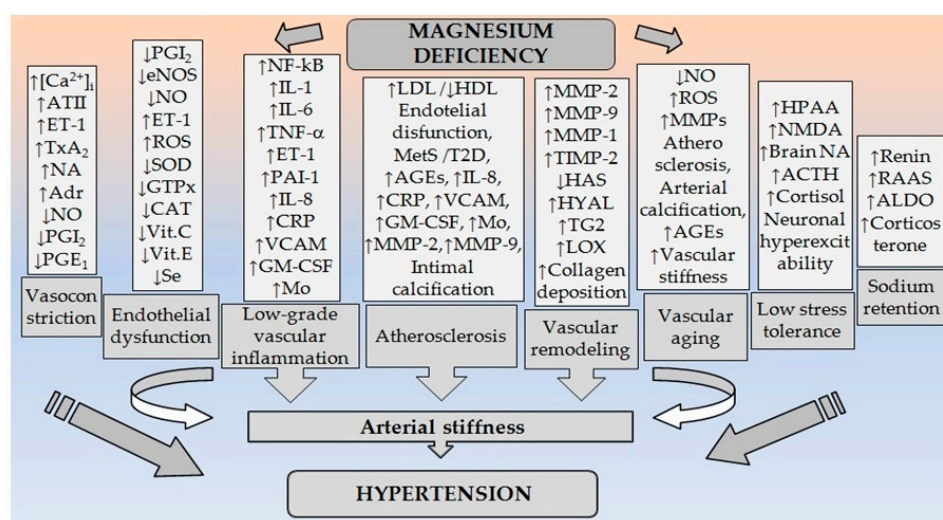 MAGNESIUM
DEFICIENCY
↑[Ca²⁺]ᵢ
↑ATII
↑ET-1
↑TxA₂
↑NA
↑Adr
↓NO
↓PGI₂
↓PGE₁
Vasocon
striction
↓PGI₂
↓eNOS
↓NO
↑ET-1
↑ROS
↓SOD
↓GTPx
↓CAT
↓Vit.C
↓Vit.E
↓Se
Endothelial
dysfunction
↑NF-kB
↑IL-1
↑IL-6
↑TNF-α
↑ET-1
↑PAI-1
↑IL-8
↑CRP
↑VCAM
↑GM-CSF
↑Mo
Low-grade
vascular
inflammation
↑LDL /↓HDL
Endotelial
disfunction,
MetS /T2D,
↑AGEs, ↑IL-8,
↑CRP, ↑VCAM,
↑GM-CSF, ↑Mo,
↑MMP-2,↑MMP-9,
Intimal
calcification
Atherosclerosis
↑MMP-2
↑MMP-9
↑MMP-1
↑TIMP-2
↓HAS
↑HYAL
↑TG2
↑LOX
↑Collagen
deposition
Vascular
remodeling
↓NO
↑ROS
↑MMPs
Athero
sclerosis,
Arterial
calcification,
↑AGEs
↑Vascular
stiffness
Vascular
aging
↑HPAA
↑NMDA
↑Brain NA
↑ACTH
↑Cortisol
Neuronal
hyperexcit
ability
Low stress
tolerance
↑Renin
↑RAAS
↑ALDO
↑Corticos
terone
Sodium
retention
Arterial stiffness
HYPERTENSION